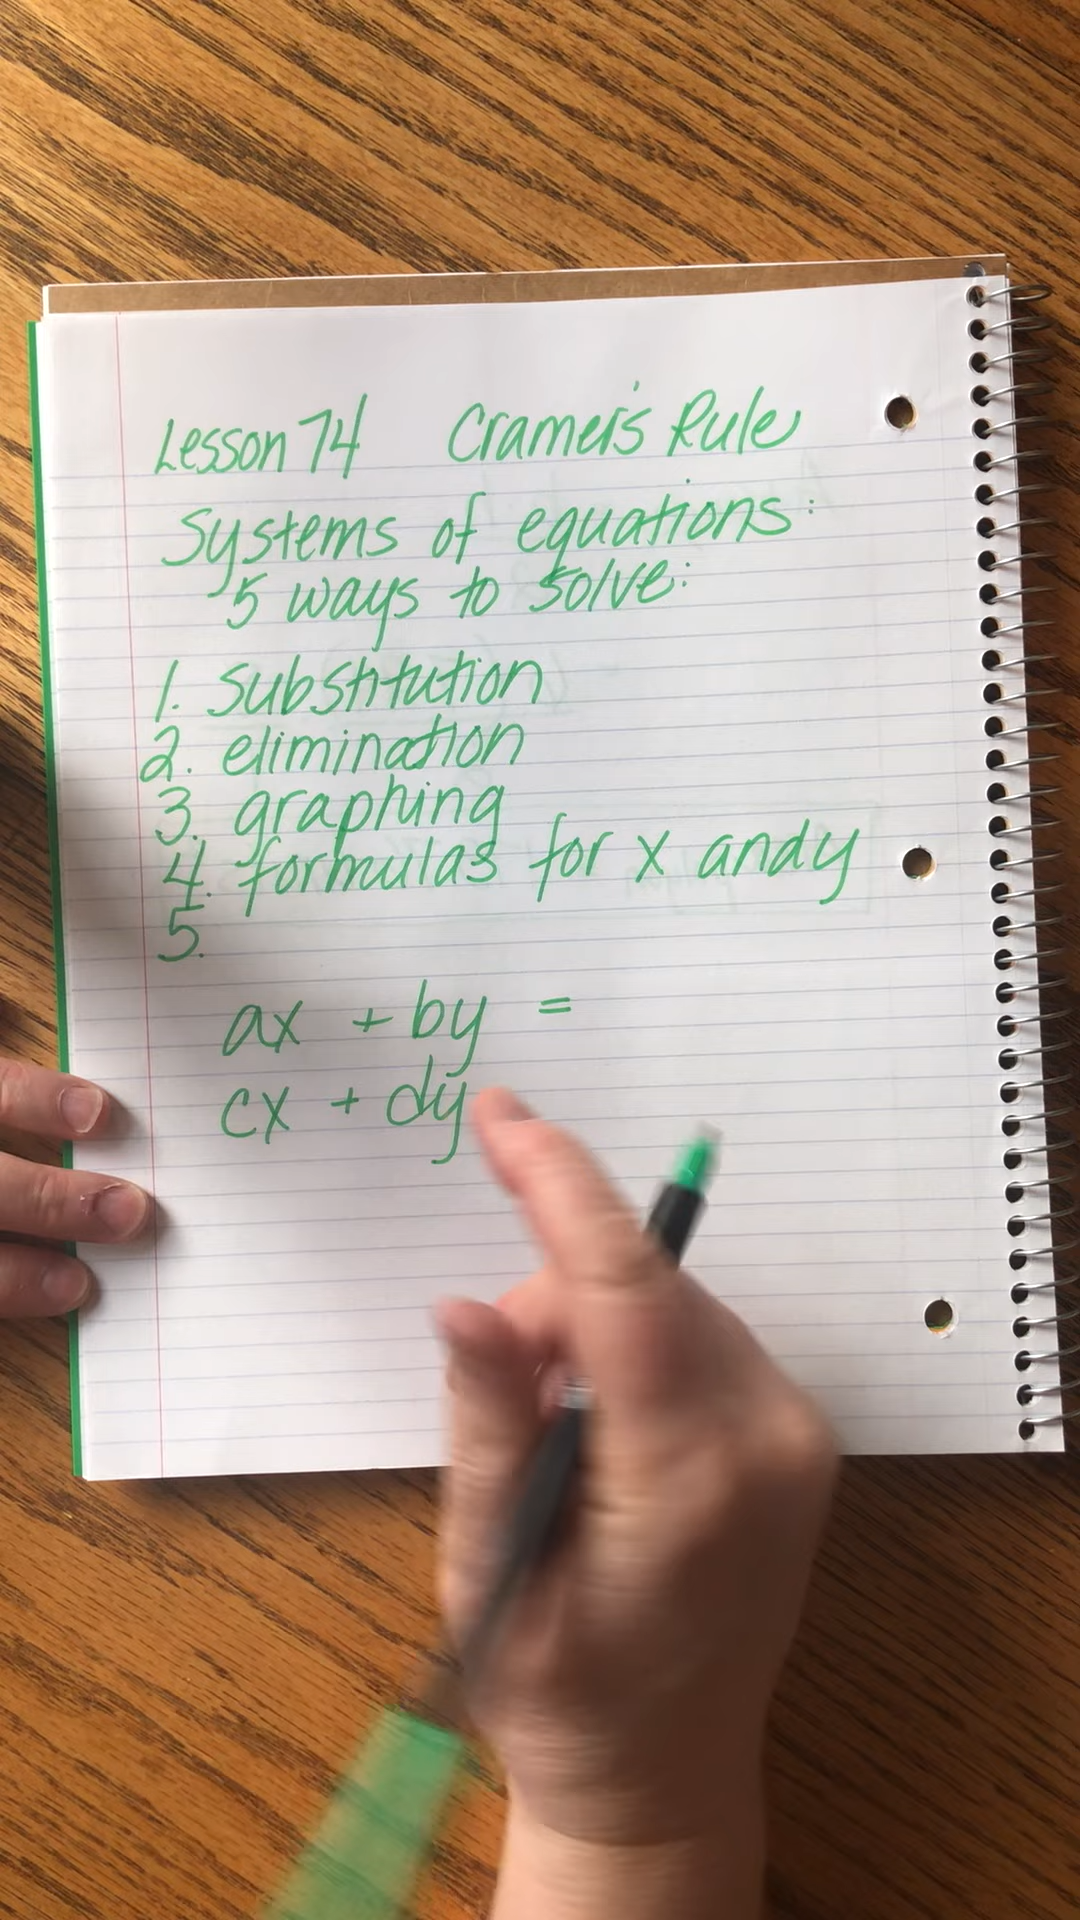 Lesson 74 Cramer's Rule
Systems of equations:
5 ways to solve:
1. substitution
2. elimination
3. graphing
4. formulas for x and y
5.
ax + by =
cx + dy